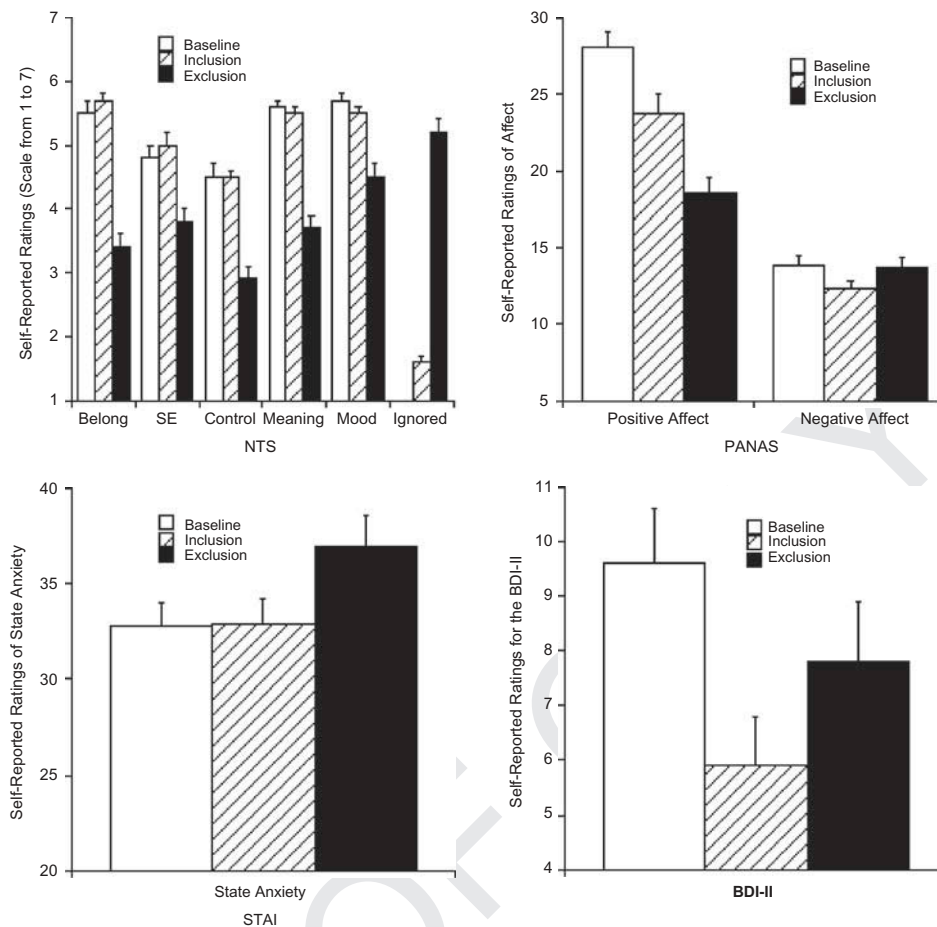 Self-Reported Ratings (Scale from 1 to 7)
7
6
5
4
3
2
1
Baseline
Inclusion
Exclusion
Belong SE Control Meaning Mood Ignored
NTS
Self-Reported Ratings of Affect
30
25
20
15
10
5
Baseline
Inclusion
Exclusion
Positive Affect Negative Affect
PANAS
Self-Reported Ratings of State Anxiety
40
35
30
25
20
Baseline
Inclusion
Exclusion
State Anxiety
STAI
Self-Reported Ratings for the BDI-II
11
10
9
8
7
6
5
4
Baseline
Inclusion
Exclusion
BDI-II